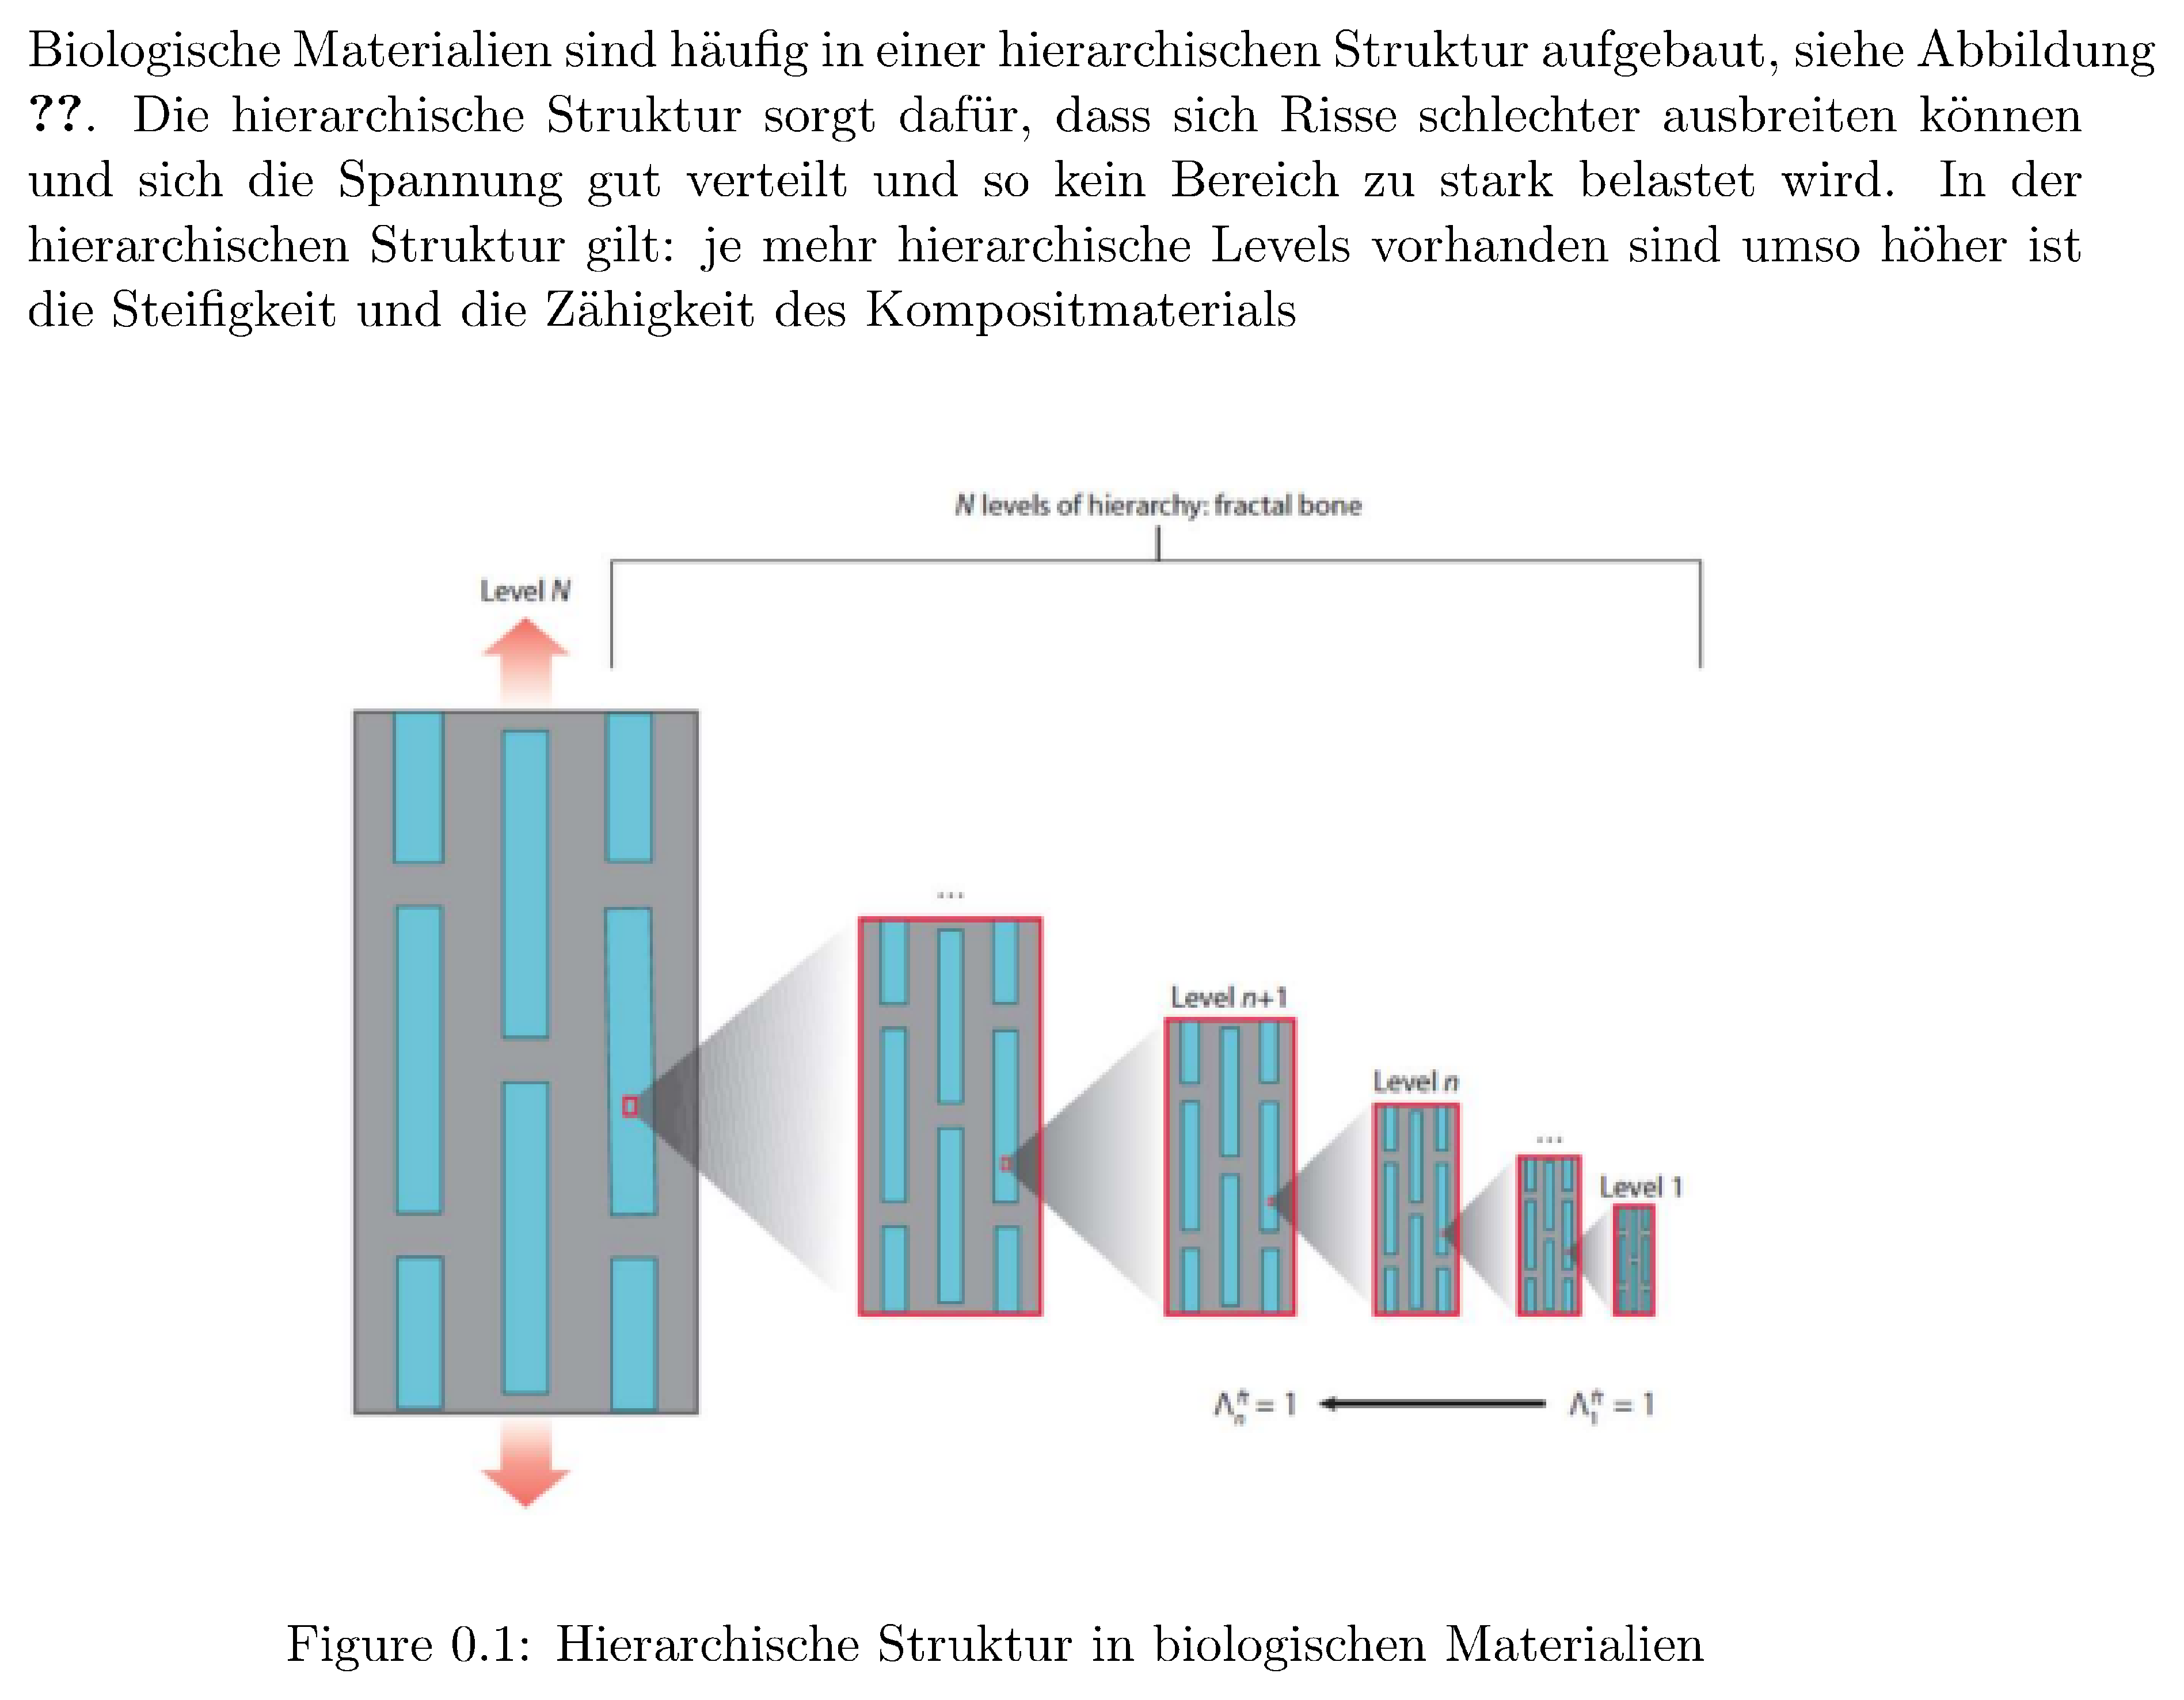 Biologische Materialien sind häufig in einer hierarchischen Struktur aufgebaut, siehe Abbildung
??. Die hierarchische Struktur sorgt dafür, dass sich Risse schlechter ausbreiten können
und sich die Spannung gut verteilt und so kein Bereich zu stark belastet wird. In der
hierarchischen Struktur gilt: je mehr hierarchische Levels vorhanden sind umso höher ist
die Steifigkeit und die Zähigkeit des Kompositmaterials
N levels of hierarchy: fractal bone
Level N
...
Level n+1
Level n
...
Level 1
Λₙᶠᵗ = 1
Λ₁ᶠᵗ = 1
Figure 0.1: Hierarchische Struktur in biologischen Materialien